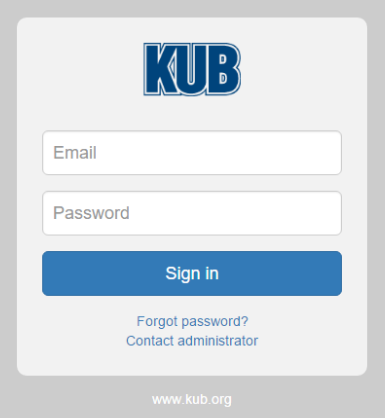 KUB
Email
Password
Sign in
Forgot password?
Contact administrator
www.kub.org